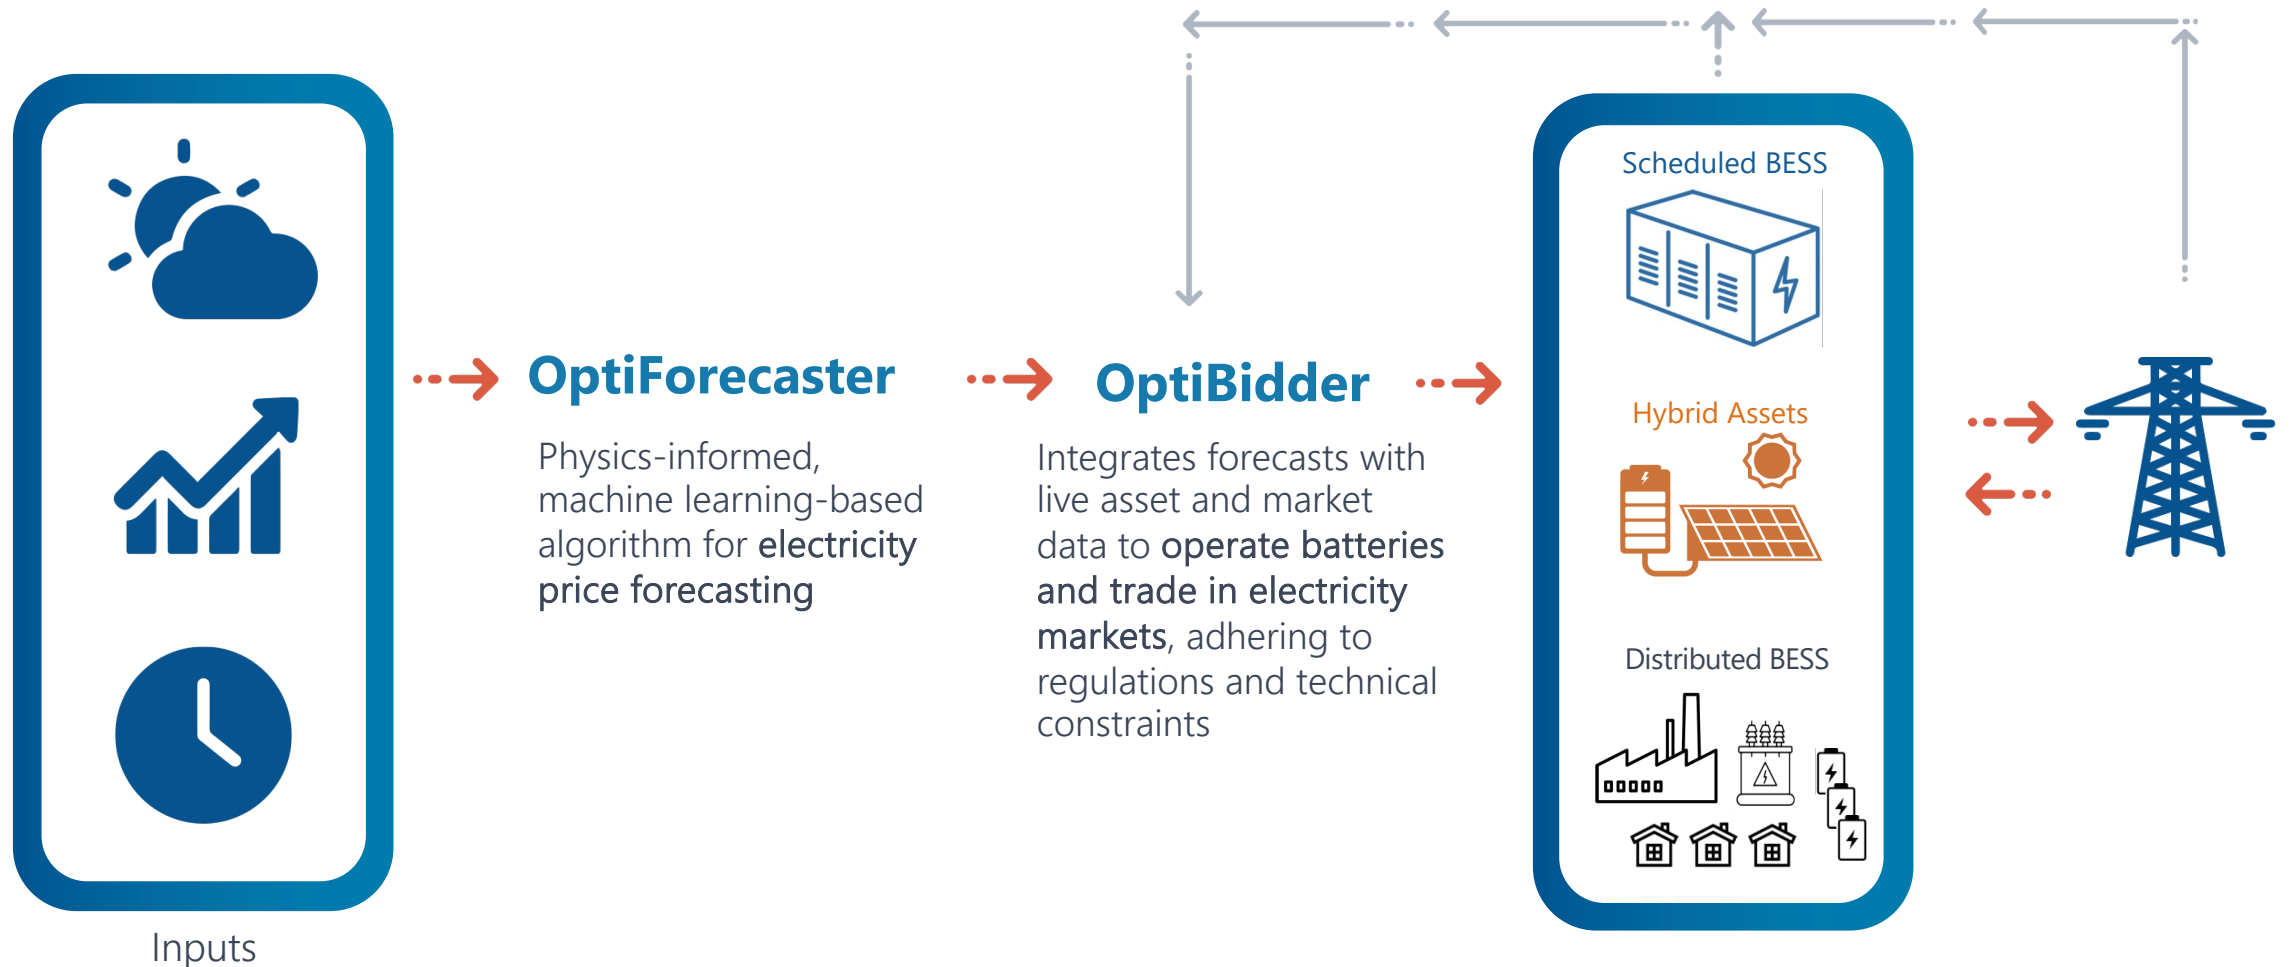 Inputs
OptiForecaster
Physics-informed,
machine learning-based
algorithm for electricity
price forecasting
OptiBidder
Integrates forecasts with
live asset and market
data to operate batteries
and trade in electricity
markets, adhering to
regulations and technical
constraints
Scheduled BESS
Hybrid Assets
Distributed BESS